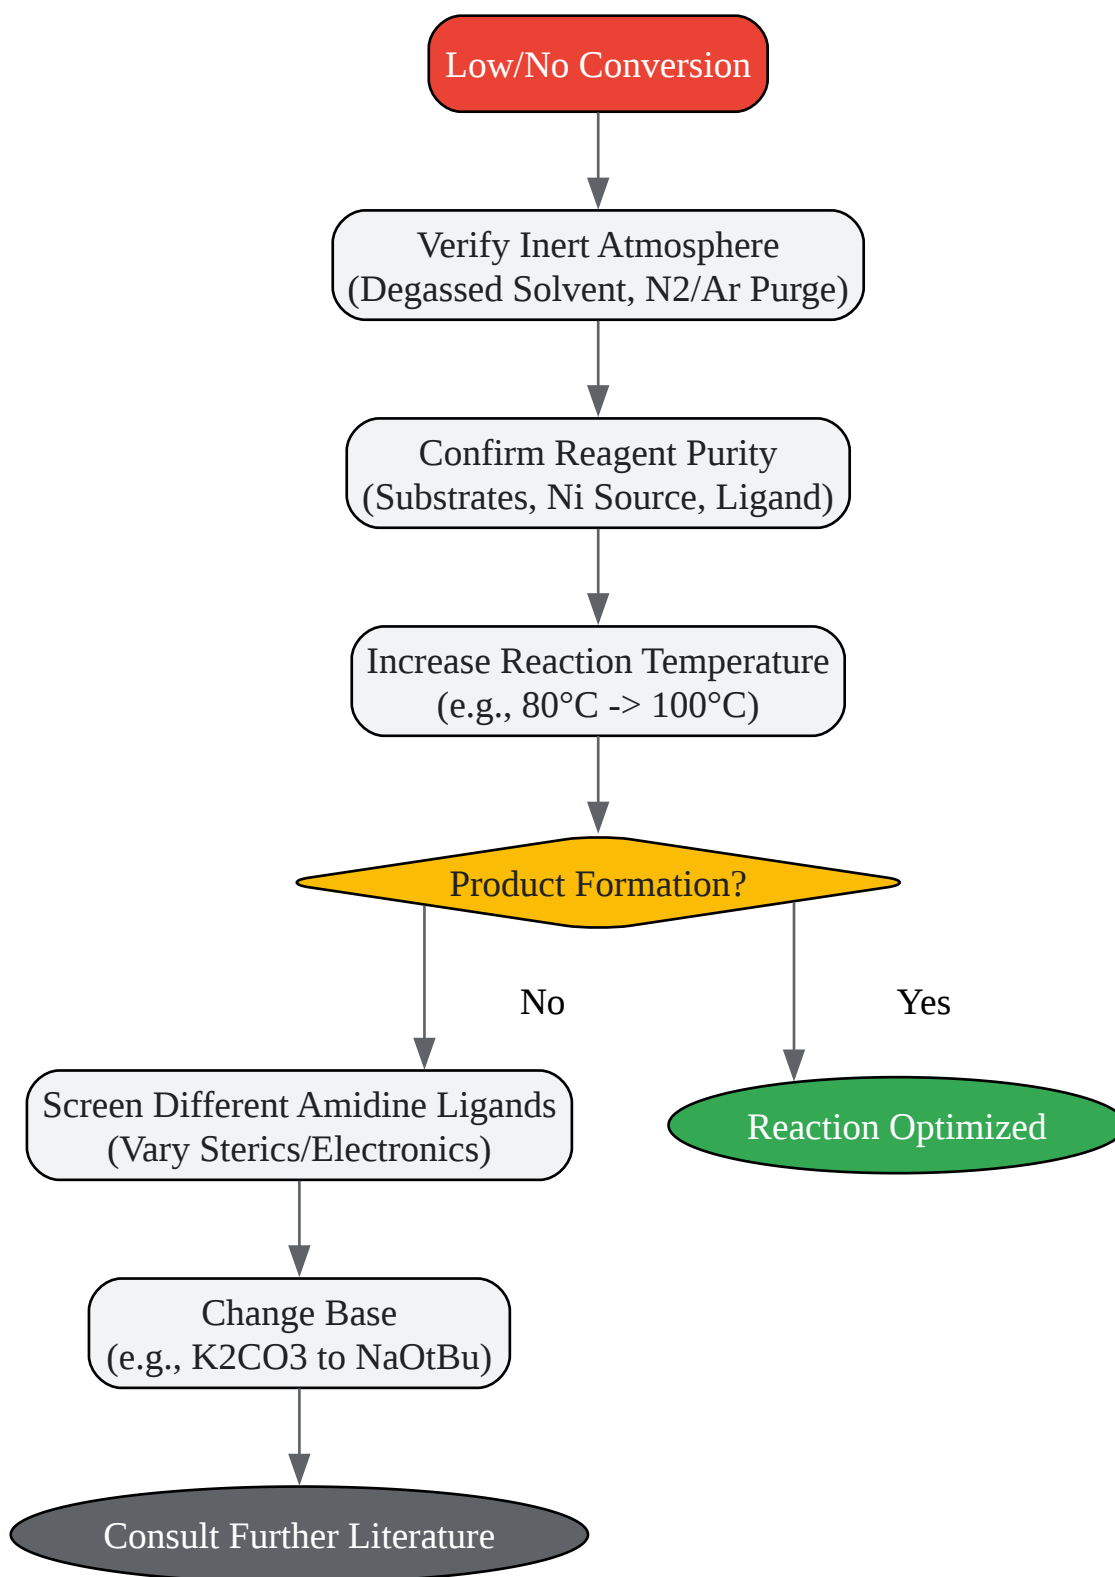 Low/No Conversion
Verify Inert Atmosphere
(Degassed Solvent, N2/Ar Purge)
Confirm Reagent Purity
(Substrates, Ni Source, Ligand)
Increase Reaction Temperature
(e.g., 80°C -> 100°C)
Product Formation?
No
Yes
Screen Different Amidine Ligands
(Vary Sterics/Electronics)
Reaction Optimized
Change Base
(e.g., K2CO3 to NaOtBu)
Consult Further Literature